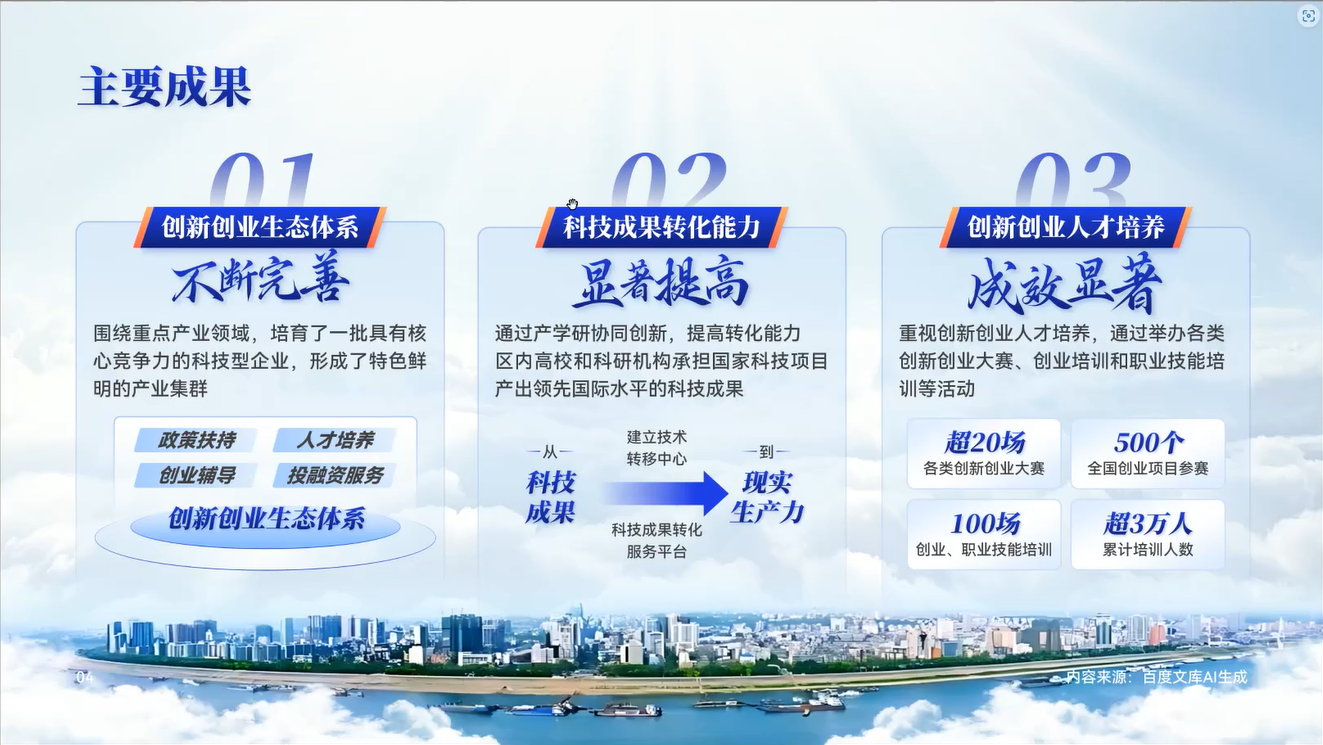 主要成果
01
创新创业生态体系
不断完善
围绕重点产业领域，培育了一批具有核
心竞争力的科技型企业，形成了特色鲜
明的产业集群
政策扶持
人才培养
创业辅导
投融资服务
创新创业生态体系
02
科技成果转化能力
显著提高
通过产学研协同创新，提高转化能力
区内高校和科研机构承担国家科技项目
产出领先国际水平的科技成果
从
科技
成果
建立技术
转移中心
科技成果转化
服务平台
到
现实
生产力
03
创新创业人才培养
成效显著
重视创新创业人才培养，通过举办各类
创新创业大赛、创业培训和职业技能培
训等活动
超20场
各类创新创业大赛
500个
全国创业项目参赛
100场
创业、职业技能培训
超3万人
累计培训人数
04
内容来源：百度文库AI生成